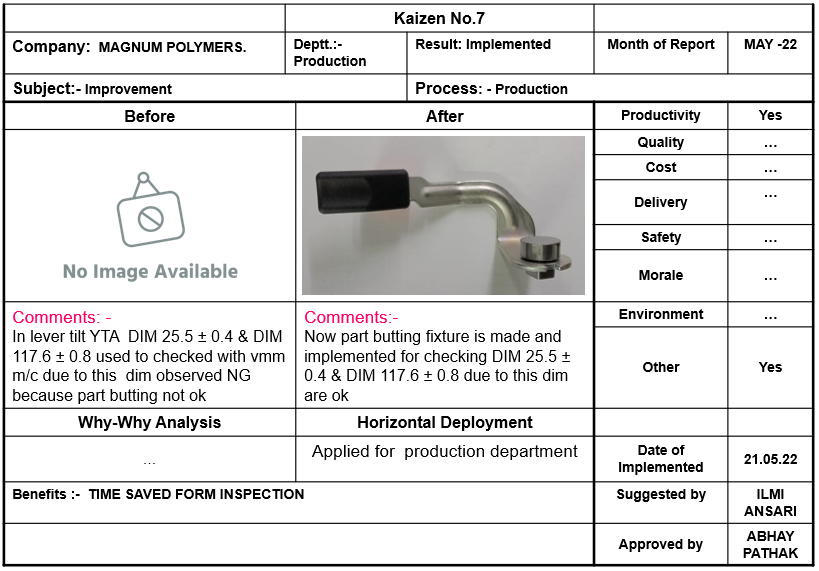 Kaizen No.7
Company: MAGNUM POLYMERS.
Deptt.:-
Production
Result: Implemented
Month of Report
MAY -22
Subject:- Improvement
Process: - Production
Before
After
Productivity
Yes
Quality
...
Cost
...
Delivery
...
Safety
...
Morale
...
No Image Available
Comments: -
In lever tilt YTA DIM 25.5 ± 0.4 & DIM
117.6 ± 0.8 used to checked with vmm
m/c due to this dim observed NG
because part butting not ok
Comments:-
Now part butting fixture is made and
implemented for checking DIM 25.5 ±
0.4 & DIM 117.6 ± 0.8 due to this dim
are ok
Environment
...
Other
Yes
Why-Why Analysis
Horizontal Deployment
...
Applied for production department
Date of
Implemented
21.05.22
Benefits :- TIME SAVED FORM INSPECTION
Suggested by
ILMI
ANSARI
Approved by
ABHAY
PATHAK